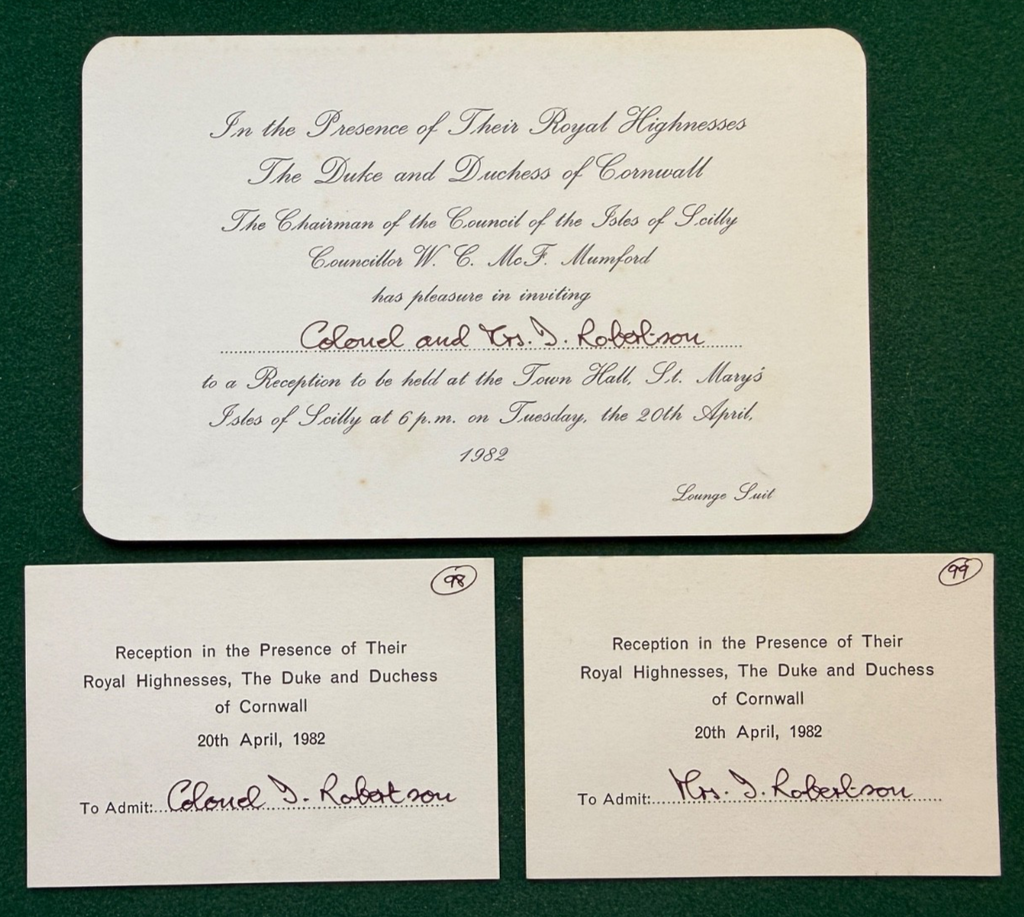 In the Presence of Their Royal Highnesses
The Duke and Duchess of Cornwall
The Chairman of the Council of the Isles of Scilly
Councillor W. C. McF. Mumford
has pleasure in inviting
Colonel and Mrs. I. Robertson
to a Reception to be held at the Town Hall, St. Mary's
Isles of Scilly at 6 p.m. on Tuesday, the 20th April,
1982
Lounge Suit
98
Reception in the Presence of Their
Royal Highnesses, The Duke and Duchess
of Cornwall
20th April, 1982
To Admit: Colonel I. Robertson
99
Reception in the Presence of Their
Royal Highnesses, The Duke and Duchess
of Cornwall
20th April, 1982
To Admit: Mrs. I. Robertson